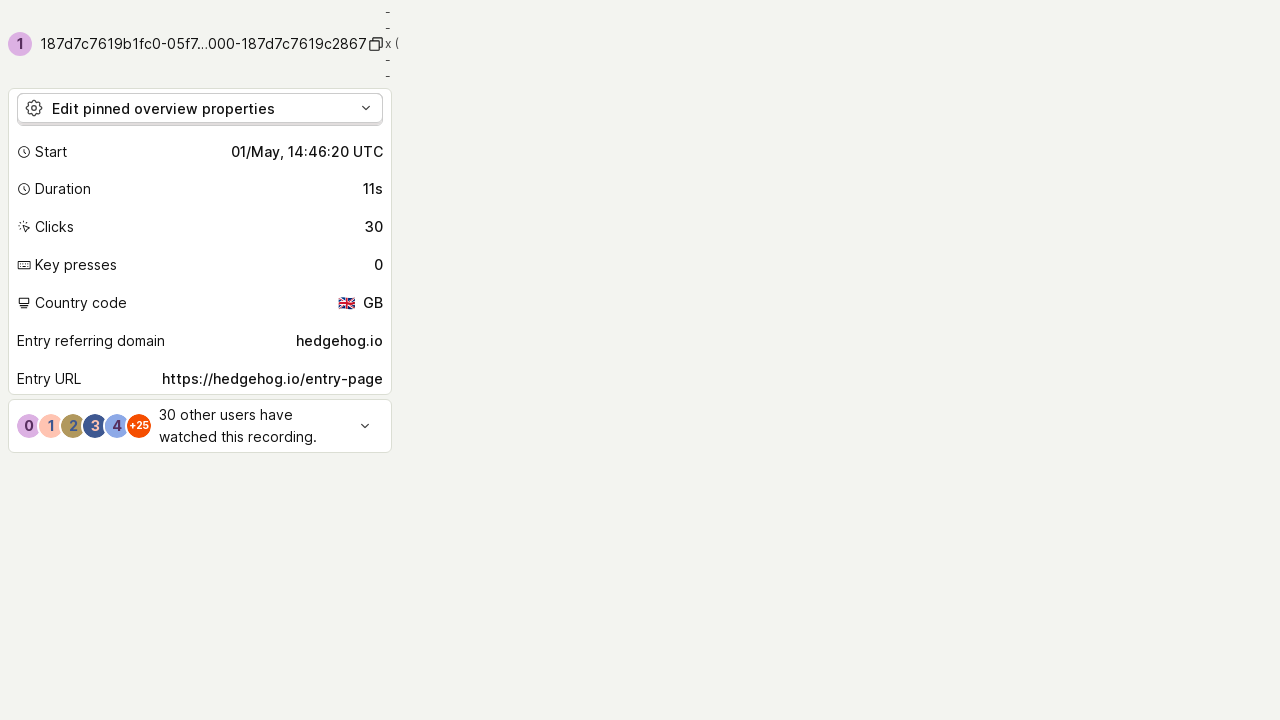 1 187d7c7619b1fc0-05f7…000-187d7c7619c2867
-
-
x (
-
-
Edit pinned overview properties
Start 01/May, 14:46:20 UTC
Duration 11s
Clicks 30
Key presses 0
Country code 🇬🇧 GB
Entry referring domain hedgehog.io
Entry URL https://hedgehog.io/entry-page
0 1 2 3 4 +25
30 other users have
watched this recording.